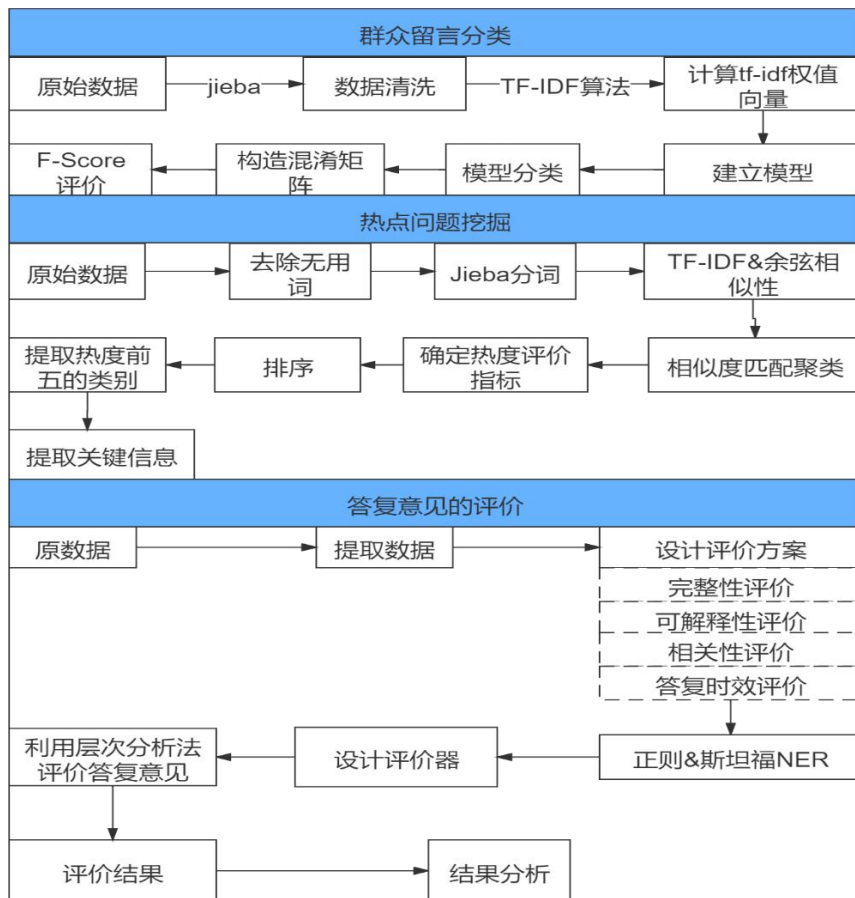 群众留言分类
原始数据
jieba
数据清洗
TF-IDF算法
计算tf-idf权值
向量
F-Score
评价
构造混淆矩
阵
模型分类
建立模型
热点问题挖掘
原始数据
去除无用
词
Jieba分词
TF-IDF&余弦相
似性
提取热度前
五的类别
排序
确定热度评价
指标
相似度匹配聚类
提取关键信息
答复意见的评价
原数据
提取数据
设计评价方案
完整性评价
可解释性评价
相关性评价
答复时效评价
利用层次分析法
评价答复意见
设计评价器
正则&斯坦福NER
评价结果
结果分析